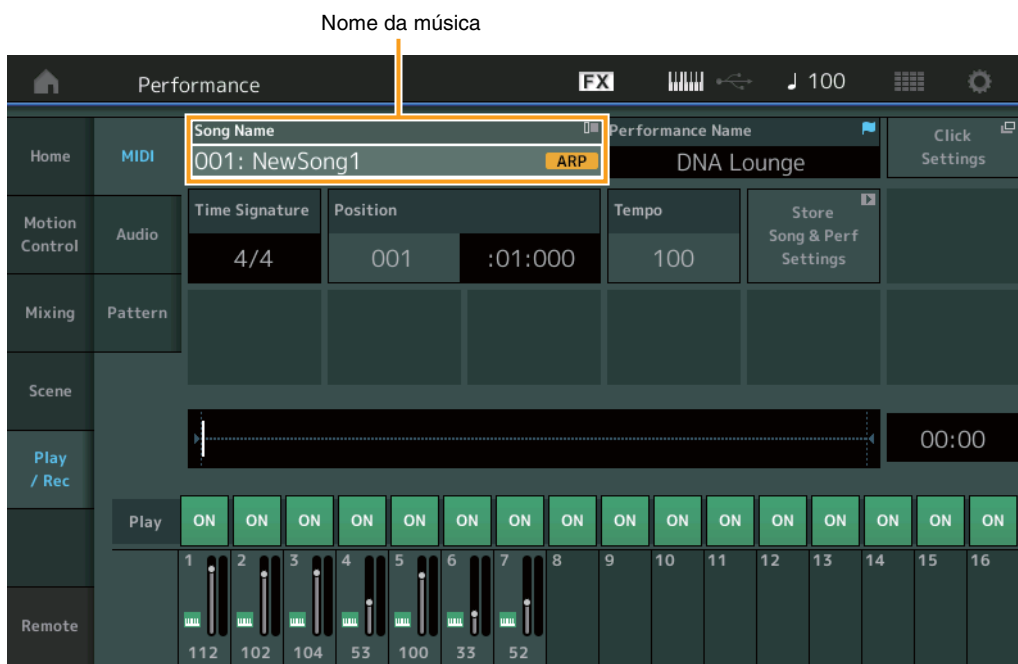 Nome da música
Performance
FX
♩ 100
Home
MIDI
Song Name
001: NewSong1
ARP
Performance Name
DNA Lounge
Click
Settings
Motion
Control
Audio
Time Signature
4/4
Position
001
:01:000
Tempo
100
Store
Song & Perf
Settings
Mixing
Pattern
Scene
Play
/ Rec
00:00
Play
ON ON ON ON ON ON ON ON ON ON ON ON ON ON ON ON
1 2 3 4 5 6 7 8 9 10 11 12 13 14 15 16
Remote
112 102 104 53 100 33 52